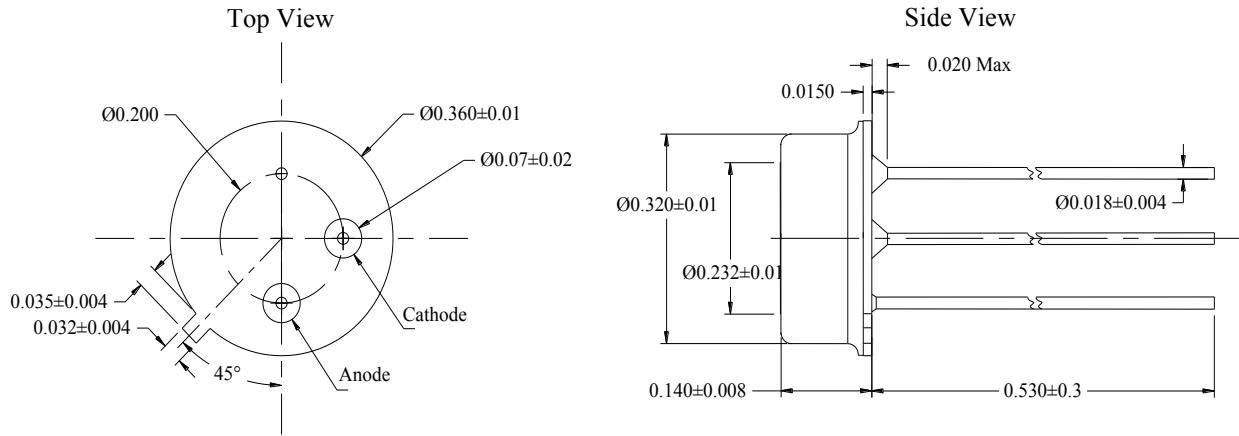 Top View
Ø0.200
Ø0.360±0.01
Ø0.07±0.02
0.035±0.004
0.032±0.004
45°
Cathode
Anode
Side View
0.020 Max
0.0150
Ø0.320±0.01
Ø0.232±0.01
Ø0.018±0.004
0.140±0.008
0.530±0.3